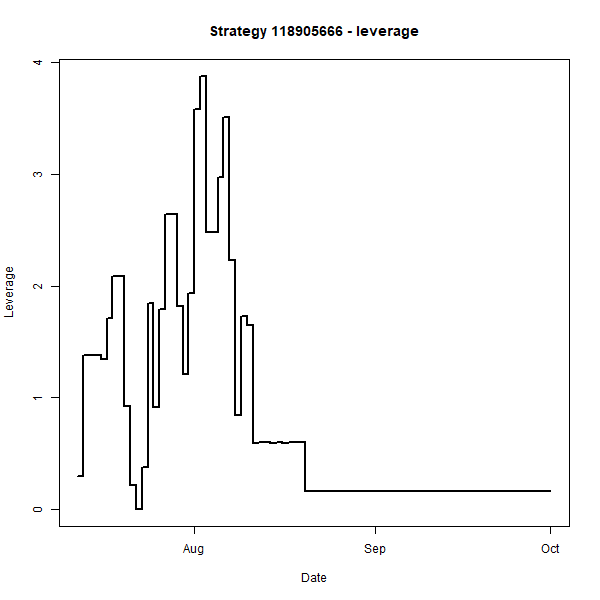 Strategy 118905666 - leverage
4
3
2
1
0
Leverage
Aug
Sep
Oct
Date